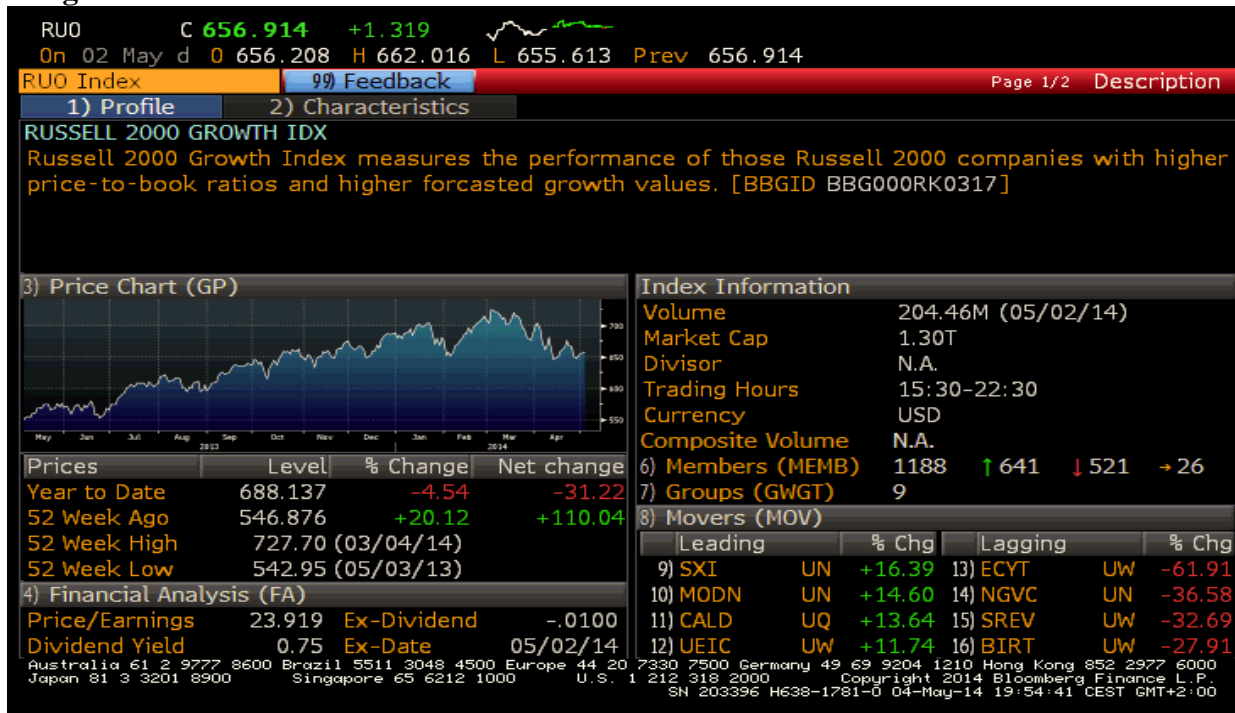 RUO C 656.914 +1.319
On 02 May d O 656.208 H 662.016 L 655.613 Prev 656.914
RUO Index 99) Feedback Page 1/2 Description
1) Profile 2) Characteristics
RUSSELL 2000 GROWTH IDX
Russell 2000 Growth Index measures the performance of those Russell 2000 companies with higher
price-to-book ratios and higher forcasted growth values. [BBGID BBG000RK0317]
3) Price Chart (GP)
700
650
600
550
May Jun Jul Aug Sep Oct Nov Dec Jan Feb Mar Apr
2013 2014
Prices Level % Change Net change
Year to Date 688.137 -4.54 -31.22
52 Week Ago 546.876 +20.12 +110.04
52 Week High 727.70 (03/04/14)
52 Week Low 542.95 (05/03/13)
4) Financial Analysis (FA)
Price/Earnings 23.919 Ex-Dividend -.0100
Dividend Yield 0.75 Ex-Date 05/02/14
Index Information
Volume 204.46M (05/02/14)
Market Cap 1.30T
Divisor N.A.
Trading Hours 15:30-22:30
Currency USD
Composite Volume N.A.
6) Members (MEMB) 1188 ↑641 ↓521 →26
7) Groups (GWGT) 9
8) Movers (MOV)
Leading % Chg Lagging % Chg
9) SXI UN +16.39 13) ECYT UW -61.91
10) MODN UN +14.60 14) NGVC UN -36.58
11) CALD UQ +13.64 15) SREV UW -32.69
12) UEIC UW +11.74 16) BIRT UW -27.91
Australia 61 2 9777 8600 Brazil 5511 3048 4500 Europe 44 20 7330 7500 Germany 49 69 9204 1210 Hong Kong 852 2977 6000
Japan 81 3 3201 8900 Singapore 65 6212 1000 U.S. 1 212 318 2000 Copyright 2014 Bloomberg Finance L.P.
SN 203396 H638-1781-0 04-May-14 19:54:41 CEST GMT+2:00